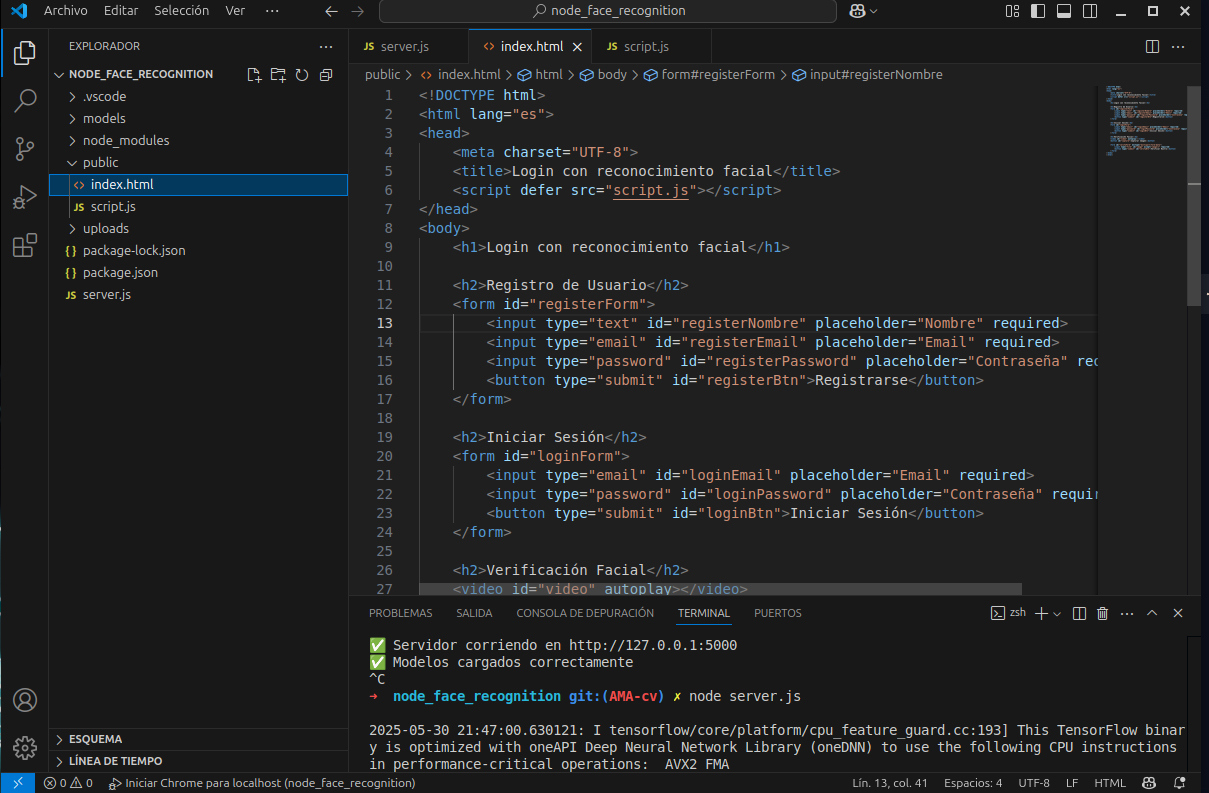 Archivo Editar Selección Ver ··· node_face_recognition
EXPLORADOR ···
NODE_FACE_RECOGNITION
.vscode
models
node_modules
public
<> index.html
JS script.js
uploads
{} package-lock.json
{} package.json
JS server.js
ESQUEMA
LÍNEA DE TIEMPO
JS server.js <> index.html × JS script.js ···
public > <> index.html > html > body > form#registerForm > input#registerNombre
1 <!DOCTYPE html>
2 <html lang="es">
3 <head>
4 <meta charset="UTF-8">
5 <title>Login con reconocimiento facial</title>
6 <script defer src="script.js"></script>
7 </head>
8 <body>
9 <h1>Login con reconocimiento facial</h1>
10
11 <h2>Registro de Usuario</h2>
12 <form id="registerForm">
13 <input type="text" id="registerNombre" placeholder="Nombre" required>
14 <input type="email" id="registerEmail" placeholder="Email" required>
15 <input type="password" id="registerPassword" placeholder="Contraseña" rec
16 <button type="submit" id="registerBtn">Registrarse</button>
17 </form>
18
19 <h2>Iniciar Sesión</h2>
20 <form id="loginForm">
21 <input type="email" id="loginEmail" placeholder="Email" required>
22 <input type="password" id="loginPassword" placeholder="Contraseña" requir
23 <button type="submit" id="loginBtn">Iniciar Sesión</button>
24 </form>
25
26 <h2>Verificación Facial</h2>
27 <video id="video" autoplay></video>
PROBLEMAS SALIDA CONSOLA DE DEPURACIÓN TERMINAL PUERTOS zsh ···
✅ Servidor corriendo en http://127.0.0.1:5000
✅ Modelos cargados correctamente
^C
➜ node_face_recognition git:(AMA-cv) ✗ node server.js
2025-05-30 21:47:00.630121: I tensorflow/core/platform/cpu_feature_guard.cc:193] This TensorFlow binar
y is optimized with oneAPI Deep Neural Network Library (oneDNN) to use the following CPU instructions
in performance-critical operations: AVX2 FMA
0 0 Iniciar Chrome para localhost (node_face_recognition) Lín. 13, col. 41 Espacios: 4 UTF-8 LF HTML